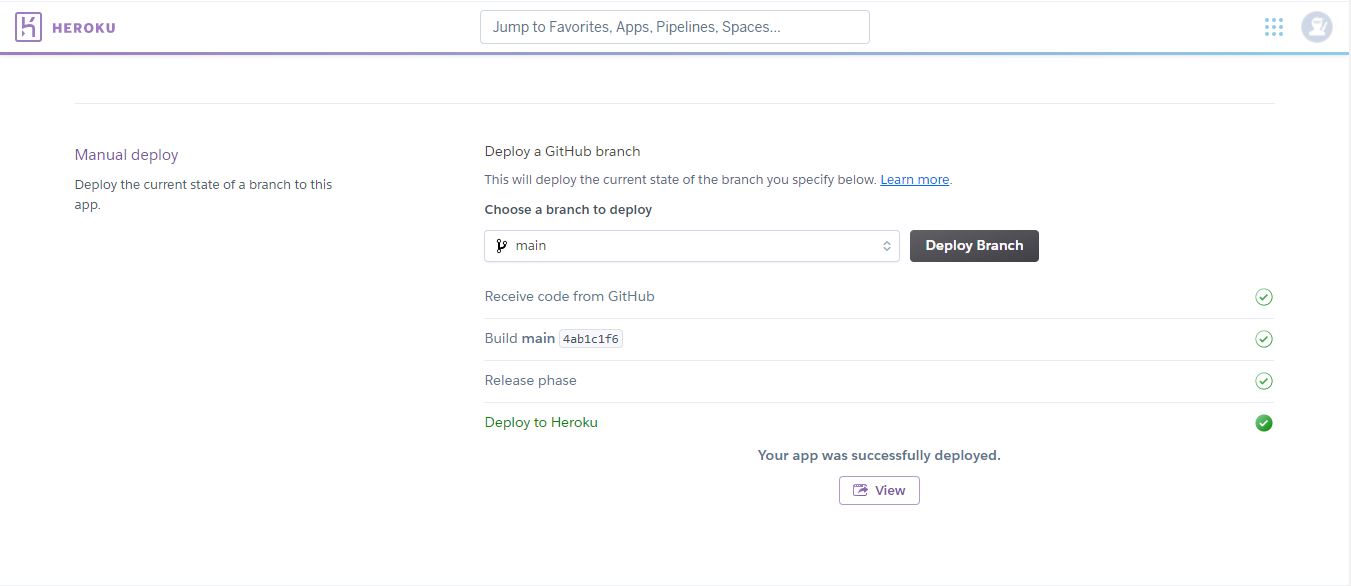 HEROKU
Jump to Favorites, Apps, Pipelines, Spaces...
Manual deploy
Deploy the current state of a branch to this
app.
Deploy a GitHub branch
This will deploy the current state of the branch you specify below. Learn more.
Choose a branch to deploy
main
Deploy Branch
Receive code from GitHub
Build main 4ab1c1f6
Release phase
Deploy to Heroku
Your app was successfully deployed.
View